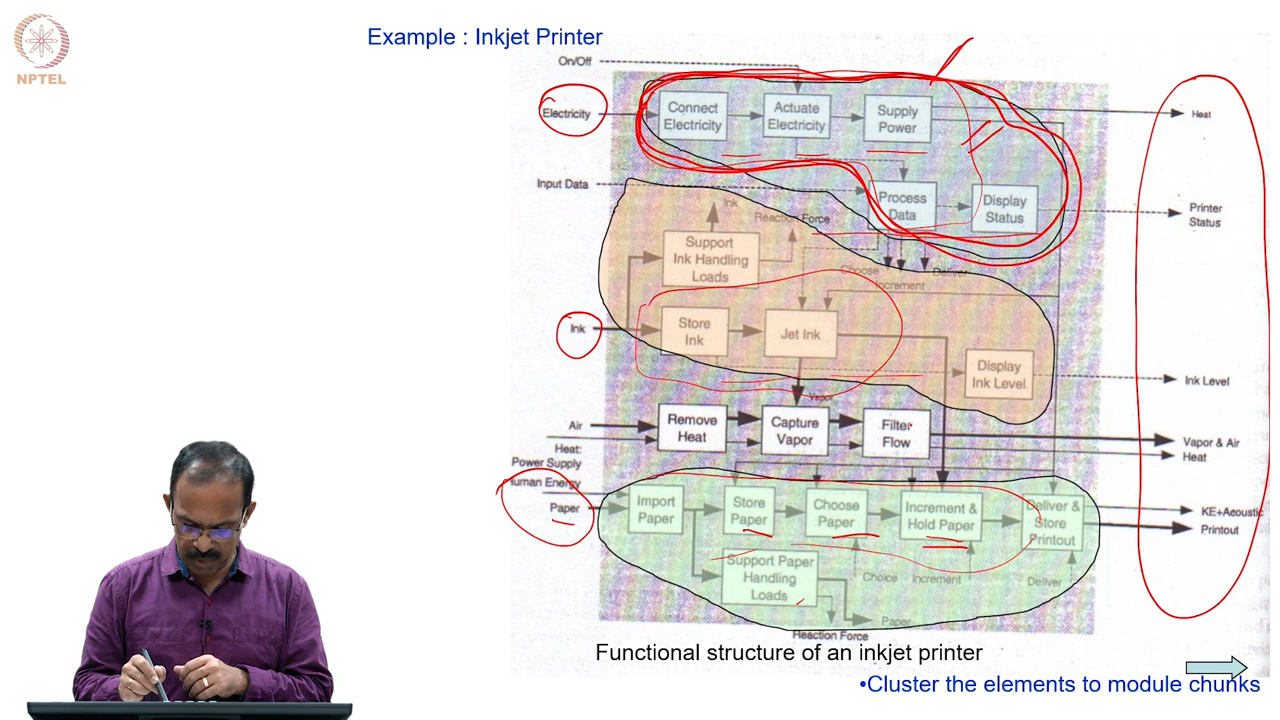 NPTEL
Example : Inkjet Printer
On/Off
Electricity
Connect
Electricity
Actuate
Electricity
Supply
Power
Heat
Input Data
Process
Data
Display
Status
Printer
Status
Ink
Reaction Force
Support
Ink Handling
Loads
Choose
Increment
Deliver
Ink
Store
Ink
Jet Ink
Display
Ink Level
Ink Level
Vapor
Air
Remove
Heat
Capture
Vapor
Filter
Flow
Vapor & Air
Heat
Heat:
Power Supply
Human Energy
Paper
Import
Paper
Store
Paper
Choose
Paper
Increment &
Hold Paper
Deliver &
Store
Printout
KE+Acoustic
Printout
Support Paper
Handling
Loads
Choice
Increment
Deliver
Paper
Reaction Force
Functional structure of an inkjet printer
•Cluster the elements to module chunks